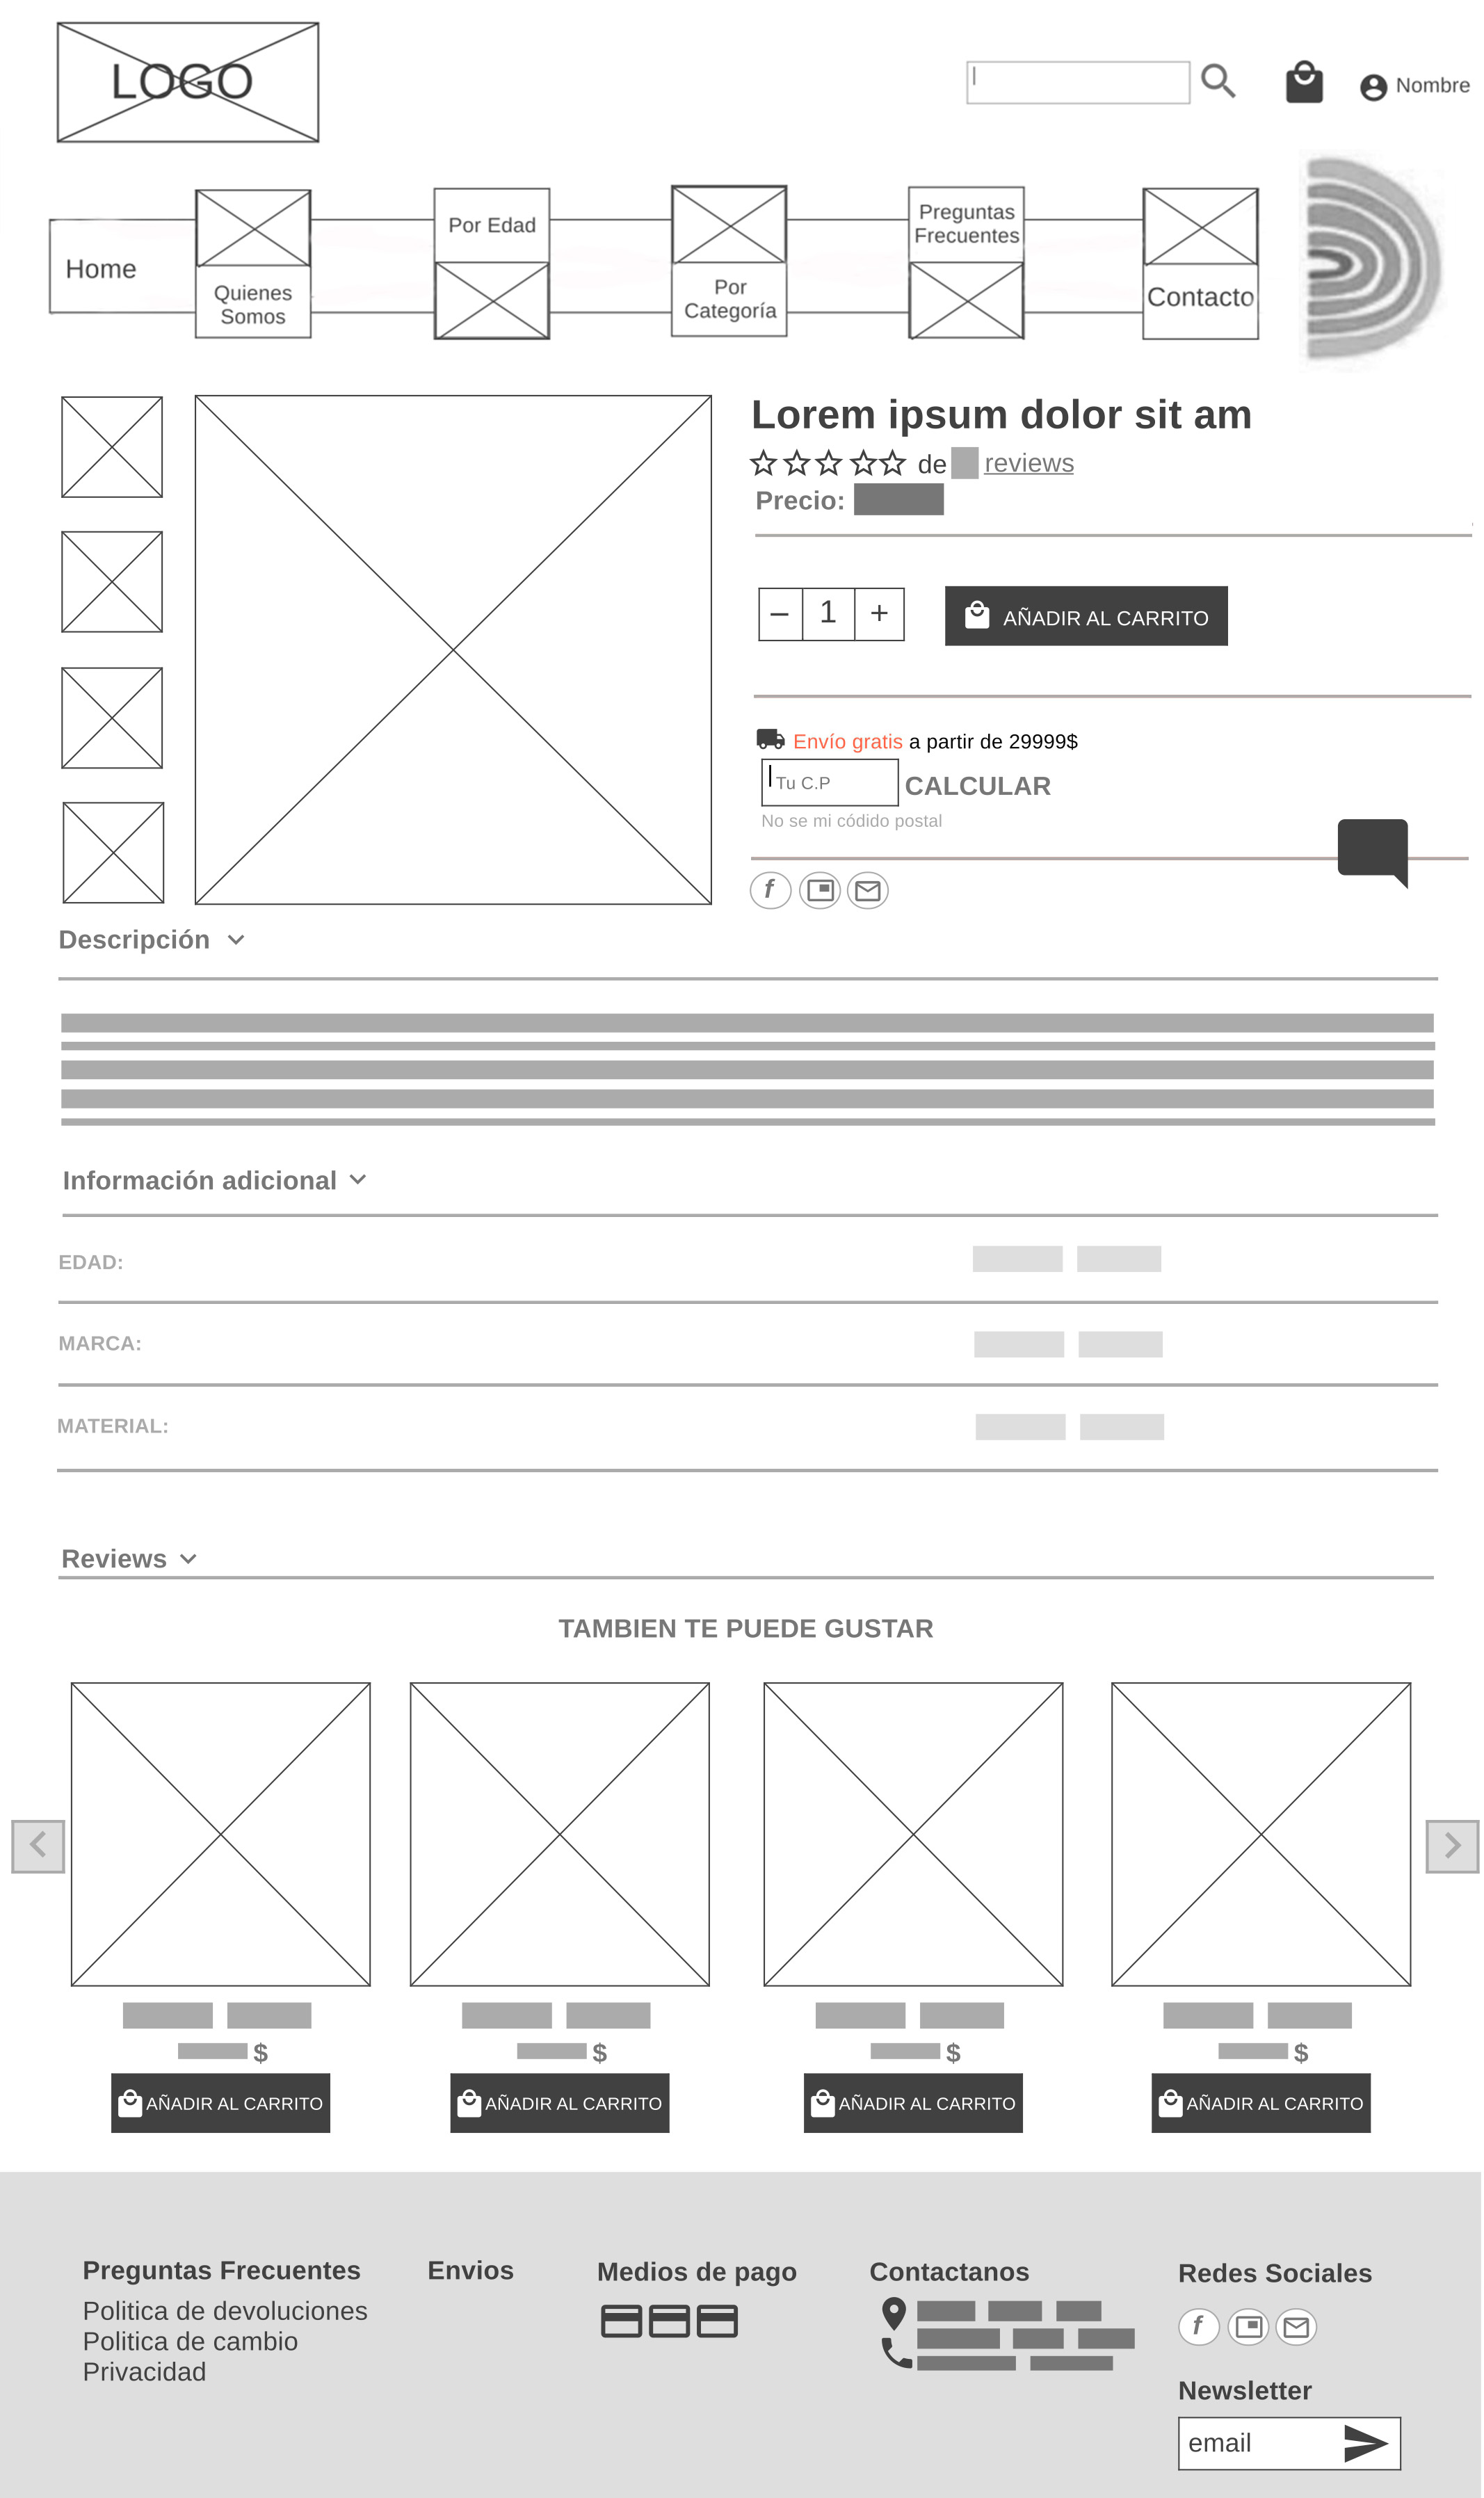 LOGO
Nombre
Home
Quienes
Somos
Por Edad
Por
Categoría
Preguntas
Frecuentes
Contacto
Lorem ipsum dolor sit am
de reviews
Precio:
– 1 +
AÑADIR AL CARRITO
Envío gratis a partir de 29999$
Tu C.P
CALCULAR
No se mi códido postal
f
Descripción
Información adicional
EDAD:
MARCA:
MATERIAL:
Reviews
TAMBIEN TE PUEDE GUSTAR
$ $ $ $
AÑADIR AL CARRITO
AÑADIR AL CARRITO
AÑADIR AL CARRITO
AÑADIR AL CARRITO
Preguntas Frecuentes
Politica de devoluciones
Politica de cambio
Privacidad
Envios
Medios de pago
Contactanos
Redes Sociales
f
Newsletter
email